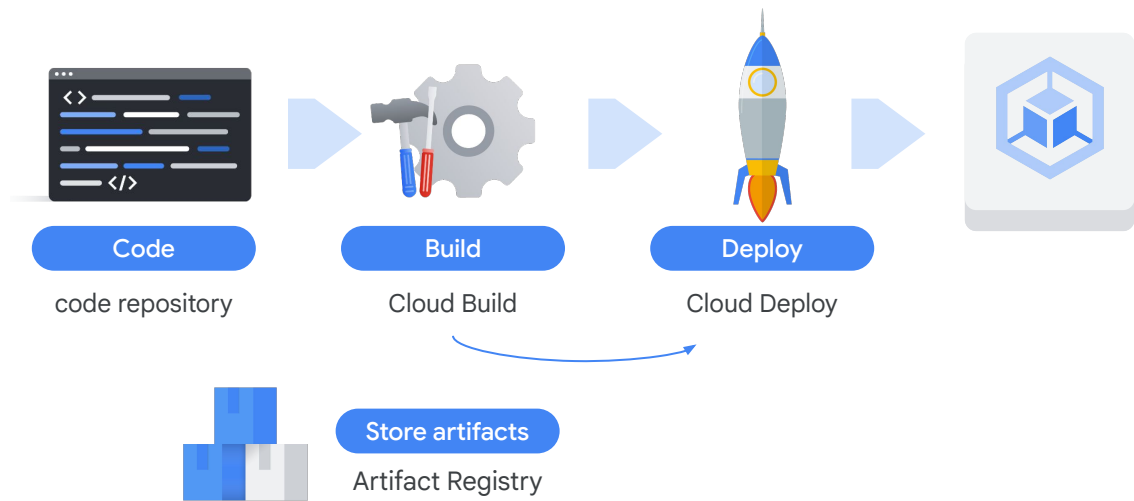 < >
</>
Code
Build
Deploy
code repository
Cloud Build
Cloud Deploy
Store artifacts
Artifact Registry